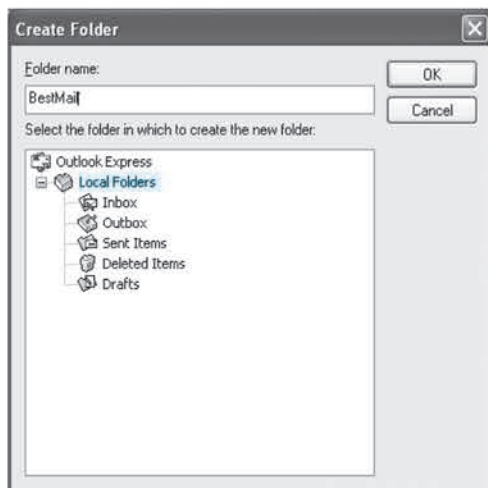 Create Folder
Folder name:
OK
BestMail
Cancel
Select the folder in which to create the new folder:
Outlook Express
Local Folders
Inbox
Outbox
Sent Items
Deleted Items
Drafts